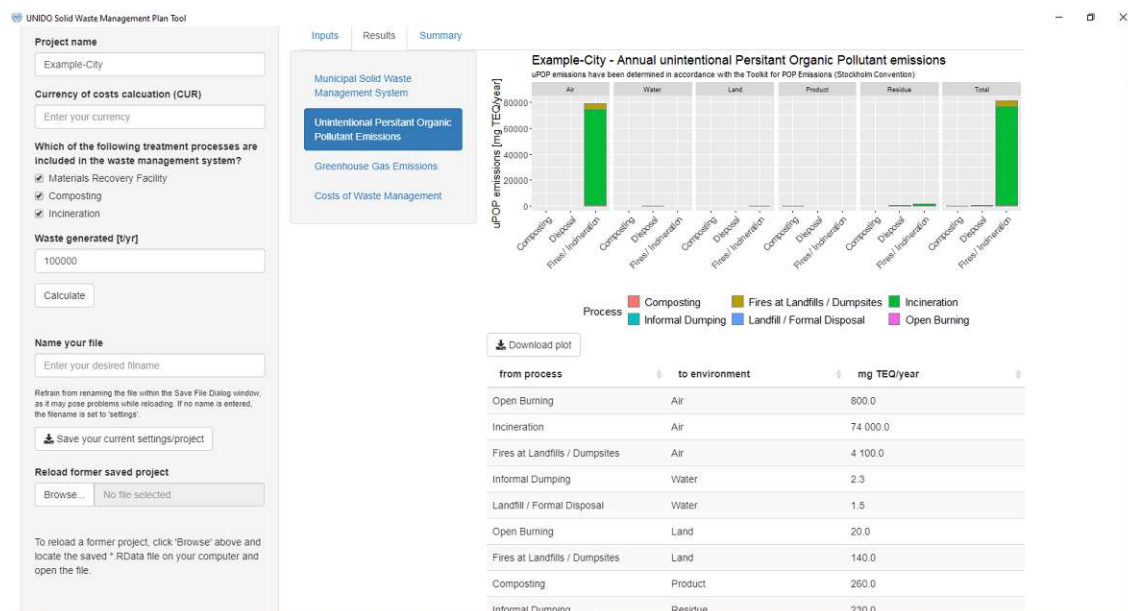 UNIDO Solid Waste Management Plan Tool
Project name
Example-City
Currency of costs calcuation (CUR)
Enter your currency
Which of the following treatment processes are
included in the waste management system?
Materials Recovery Facility
Composting
Incineration
Waste generated [t/yr]
100000
Calculate
Name your file
Enter your desired filname
Refrain from renaming the file within the Save File Dialog window,
as it may pose problems while reloading. If no name is entered,
the filename is set to 'settings'.
Save your current settings/project
Reload former saved project
Browse... No file selected
To reload a former project, click 'Browse' above and
locate the saved *.RData file on your computer and
open the file.
Inputs Results Summary
Municipal Solid Waste
Management System
Unintentional Persitant Organic
Pollutant Emissions
Greenhouse Gas Emissions
Costs of Waste Management
Example-City - Annual unintentional Persitant Organic Pollutant emissions
uPOP emissions have been determined in accordance with the Toolkit for POP Emissions (Stockholm Convention)
Air Water Land Product Residue Total
uPOP emissions [mg TEQ/year]
80000
60000
40000
20000
0
Composting Disposal Fires/ Incineration Composting Disposal Fires/ Incineration Composting Disposal Fires/ Incineration Composting Disposal Fires/ Incineration Composting Disposal Fires/ Incineration Composting Disposal Fires/ Incineration
Process
Composting Fires at Landfills / Dumpsites Incineration
Informal Dumping Landfill / Formal Disposal Open Burning
Download plot
from process to environment mg TEQ/year
Open Burning Air 800.0
Incineration Air 74 000.0
Fires at Landfills / Dumpsites Air 4 100.0
Informal Dumping Water 2.3
Landfill / Formal Disposal Water 1.5
Open Burning Land 20.0
Fires at Landfills / Dumpsites Land 140.0
Composting Product 260.0
Informal Dumping Residue 230.0